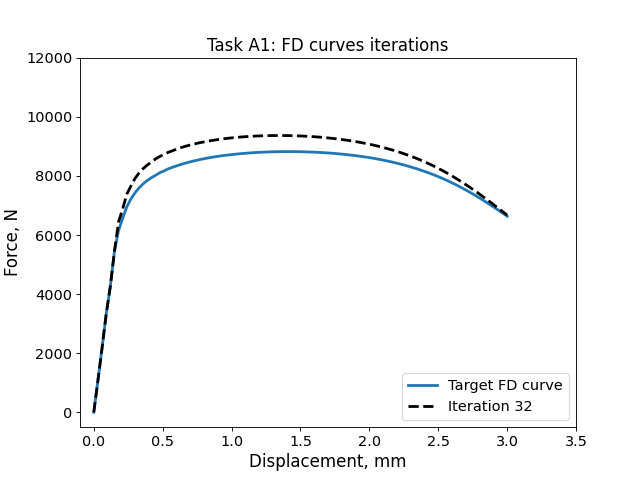 Task A1: FD curves iterations
12000
10000
8000
6000
4000
2000
0
Force, N
Target FD curve
Iteration 32
0.0 0.5 1.0 1.5 2.0 2.5 3.0 3.5
Displacement, mm